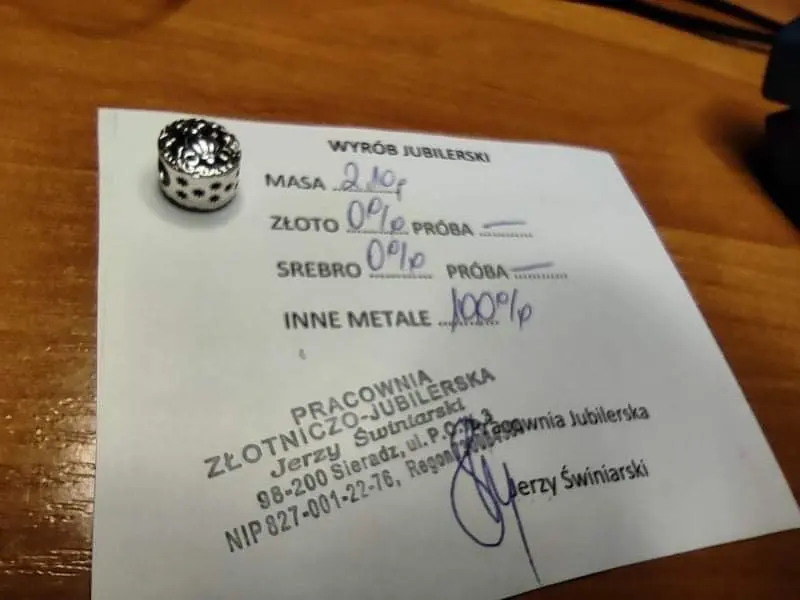 WYRÓB JUBILERSKI
MASA 2.10g
ZŁOTO 0% PRÓBA —
SREBRO 0% PRÓBA —
INNE METALE 100%
PRACOWNIA
ZŁOTNICZO-JUBILERSKA
Jerzy Świniarski
98-200 Sieradz, ul. P.O.W. 3
NIP 827-001-22-76, Regon
Pracownia Jubilerska
Jerzy Świniarski